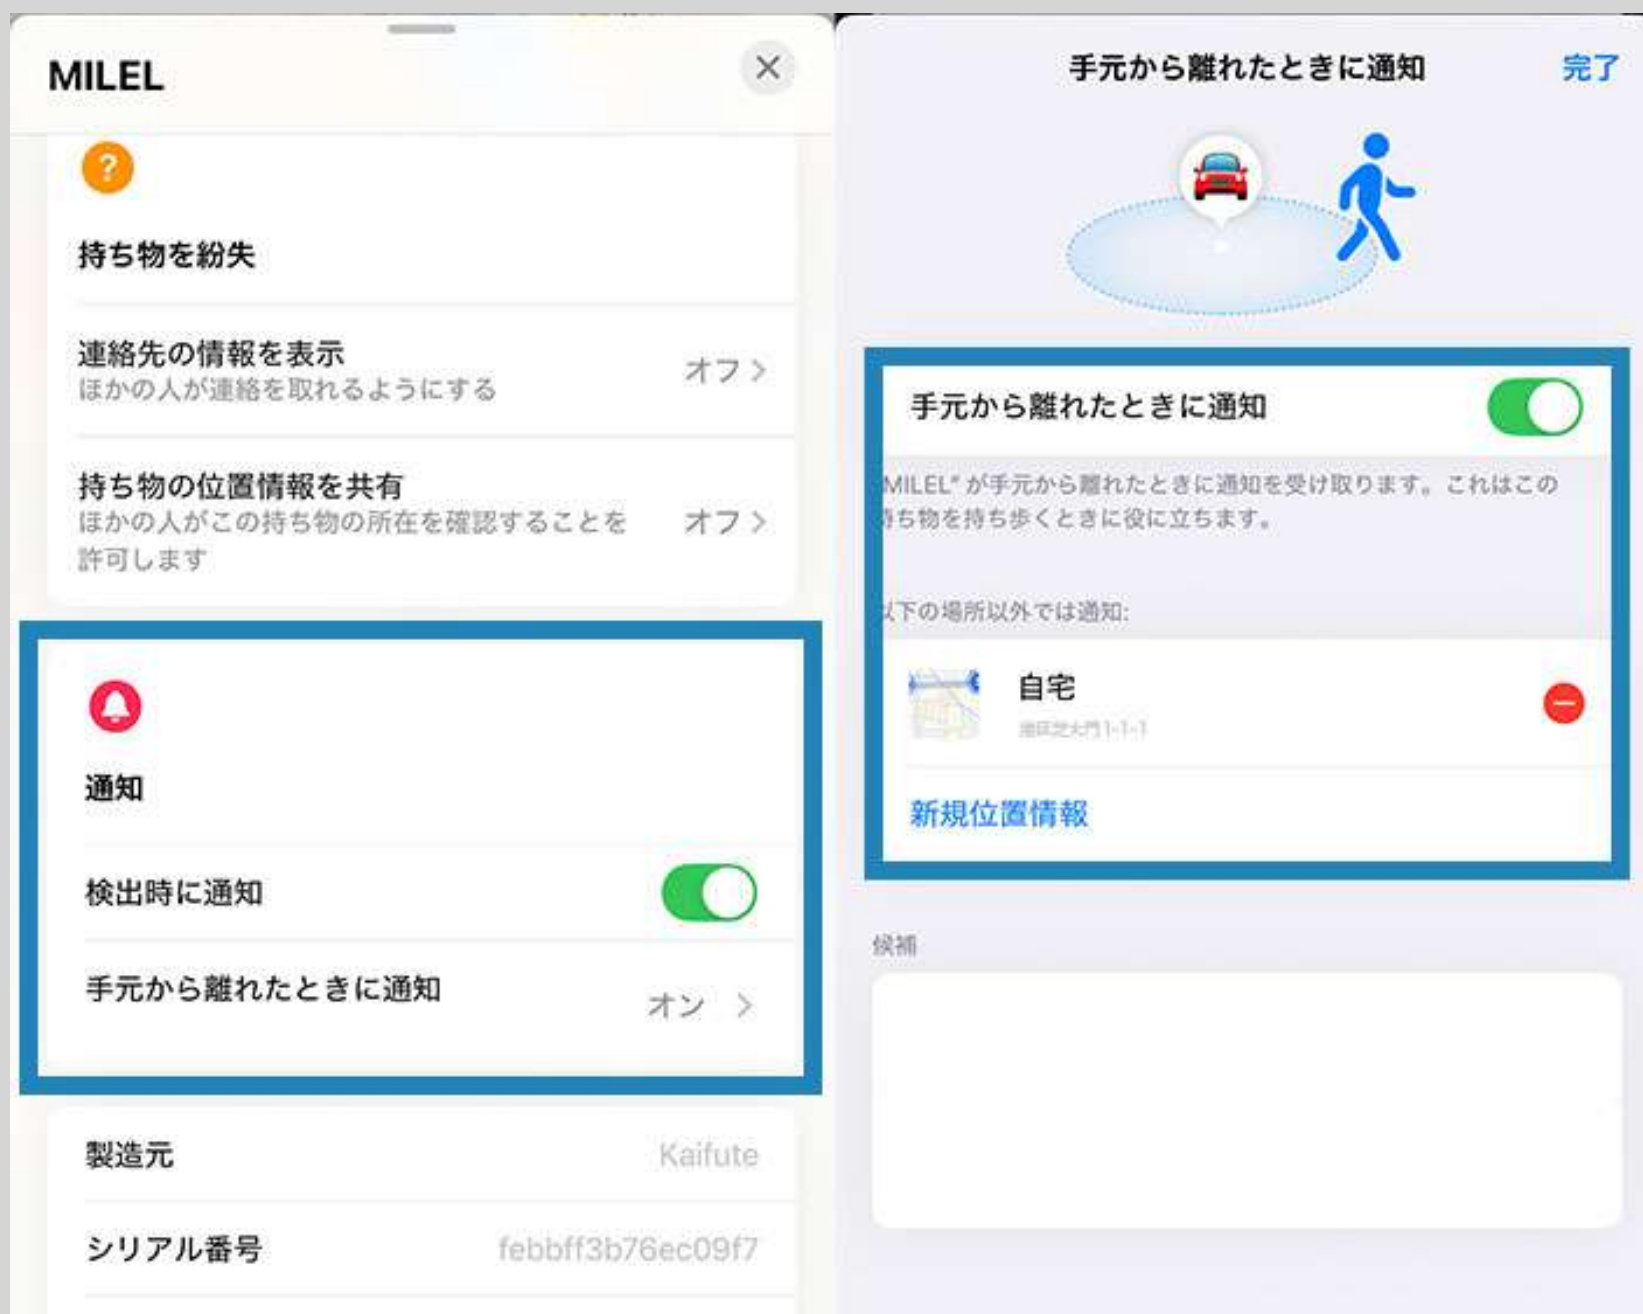 MILEL
持ち物を紛失
連絡先の情報を表示
ほかの人が連絡を取れるようにする
オフ
持ち物の位置情報を共有
ほかの人がこの持ち物の所在を確認することを
許可します
オフ
通知
検出時に通知
手元から離れたときに通知
オン
製造元
Kaifute
シリアル番号
febbff3b76ec09f7
手元から離れたときに通知
完了
手元から離れたときに通知
MILEL" が手元から離れたときに通知を受け取ります。これはこの
ち物を持ち歩くときに役に立ちます。
下の場所以外では通知:
自宅
港区芝大門1-1-1
新規位置情報
候補